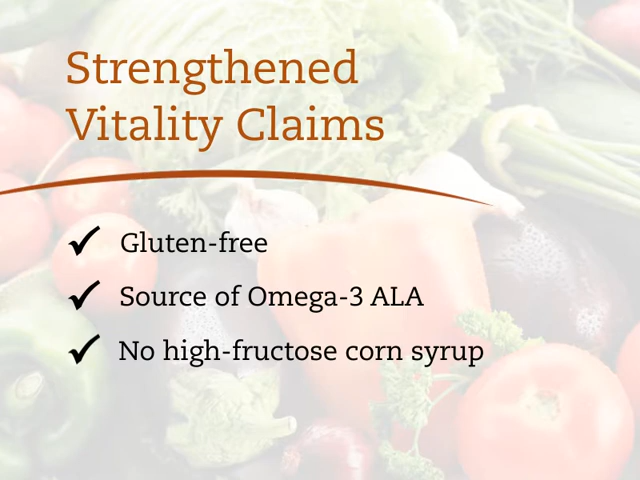 Strengthened
Vitality Claims
✓ Gluten-free
✓ Source of Omega-3 ALA
✓ No high-fructose corn syrup